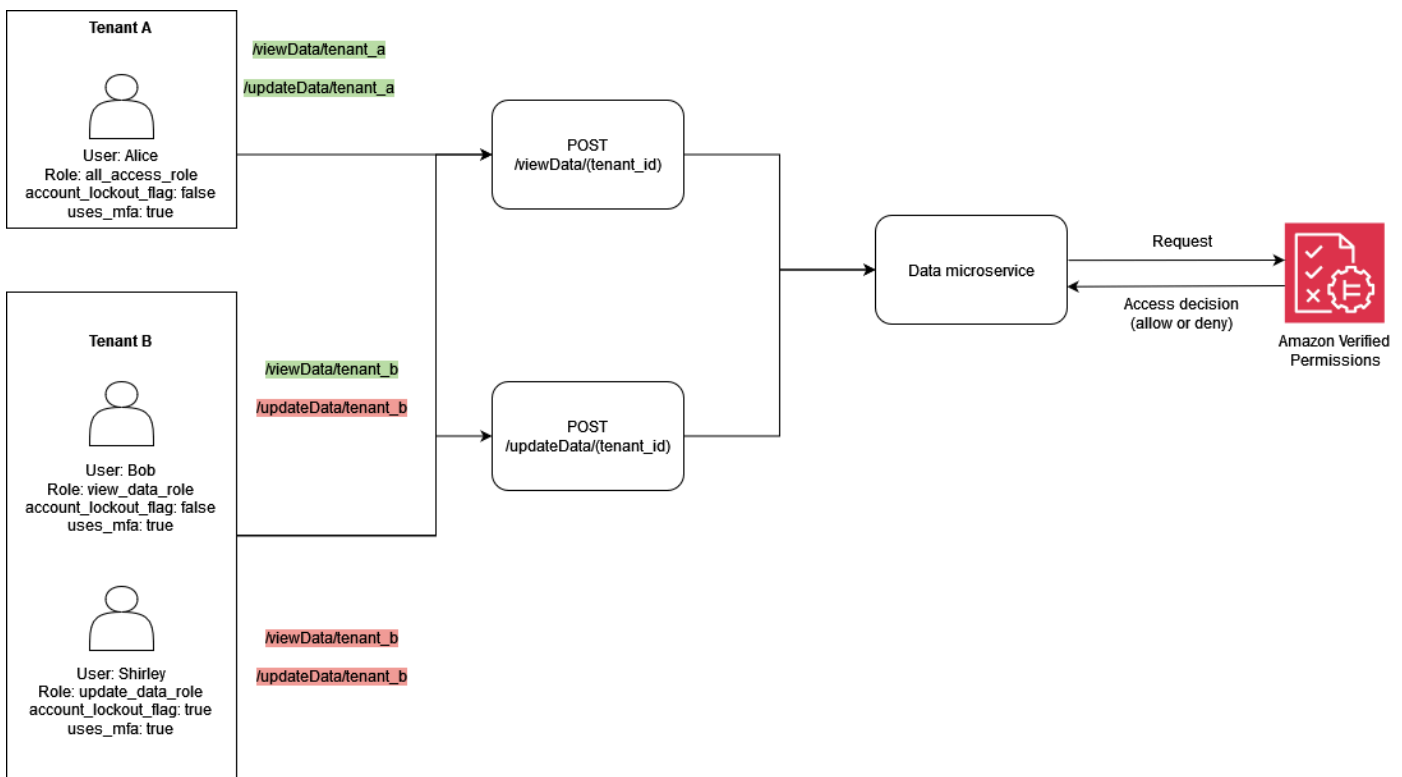 Tenant A
User: Alice
Role: all_access_role
account_lockout_flag: false
uses_mfa: true
/viewData/tenant_a
/updateData/tenant_a
Tenant B
User: Bob
Role: view_data_role
account_lockout_flag: false
uses_mfa: true
/viewData/tenant_b
/updateData/tenant_b
User: Shirley
Role: update_data_role
account_lockout_flag: true
uses_mfa: true
/viewData/tenant_b
/updateData/tenant_b
POST
/viewData/(tenant_id)
POST
/updateData/(tenant_id)
Data microservice
Request
Access decision
(allow or deny)
Amazon Verified
Permissions